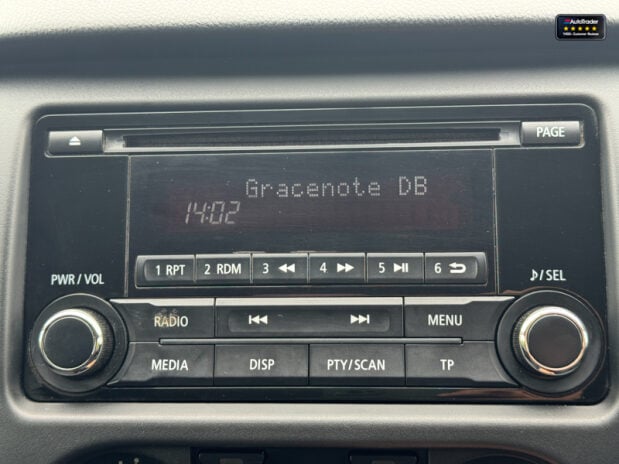 AutoTrader
PAGE
Gracenote DB
14:02
1 RPT
2 RDM
3
4
5
6
PWR / VOL
/ SEL
RADIO
MENU
MEDIA
DISP
PTY/SCAN
TP